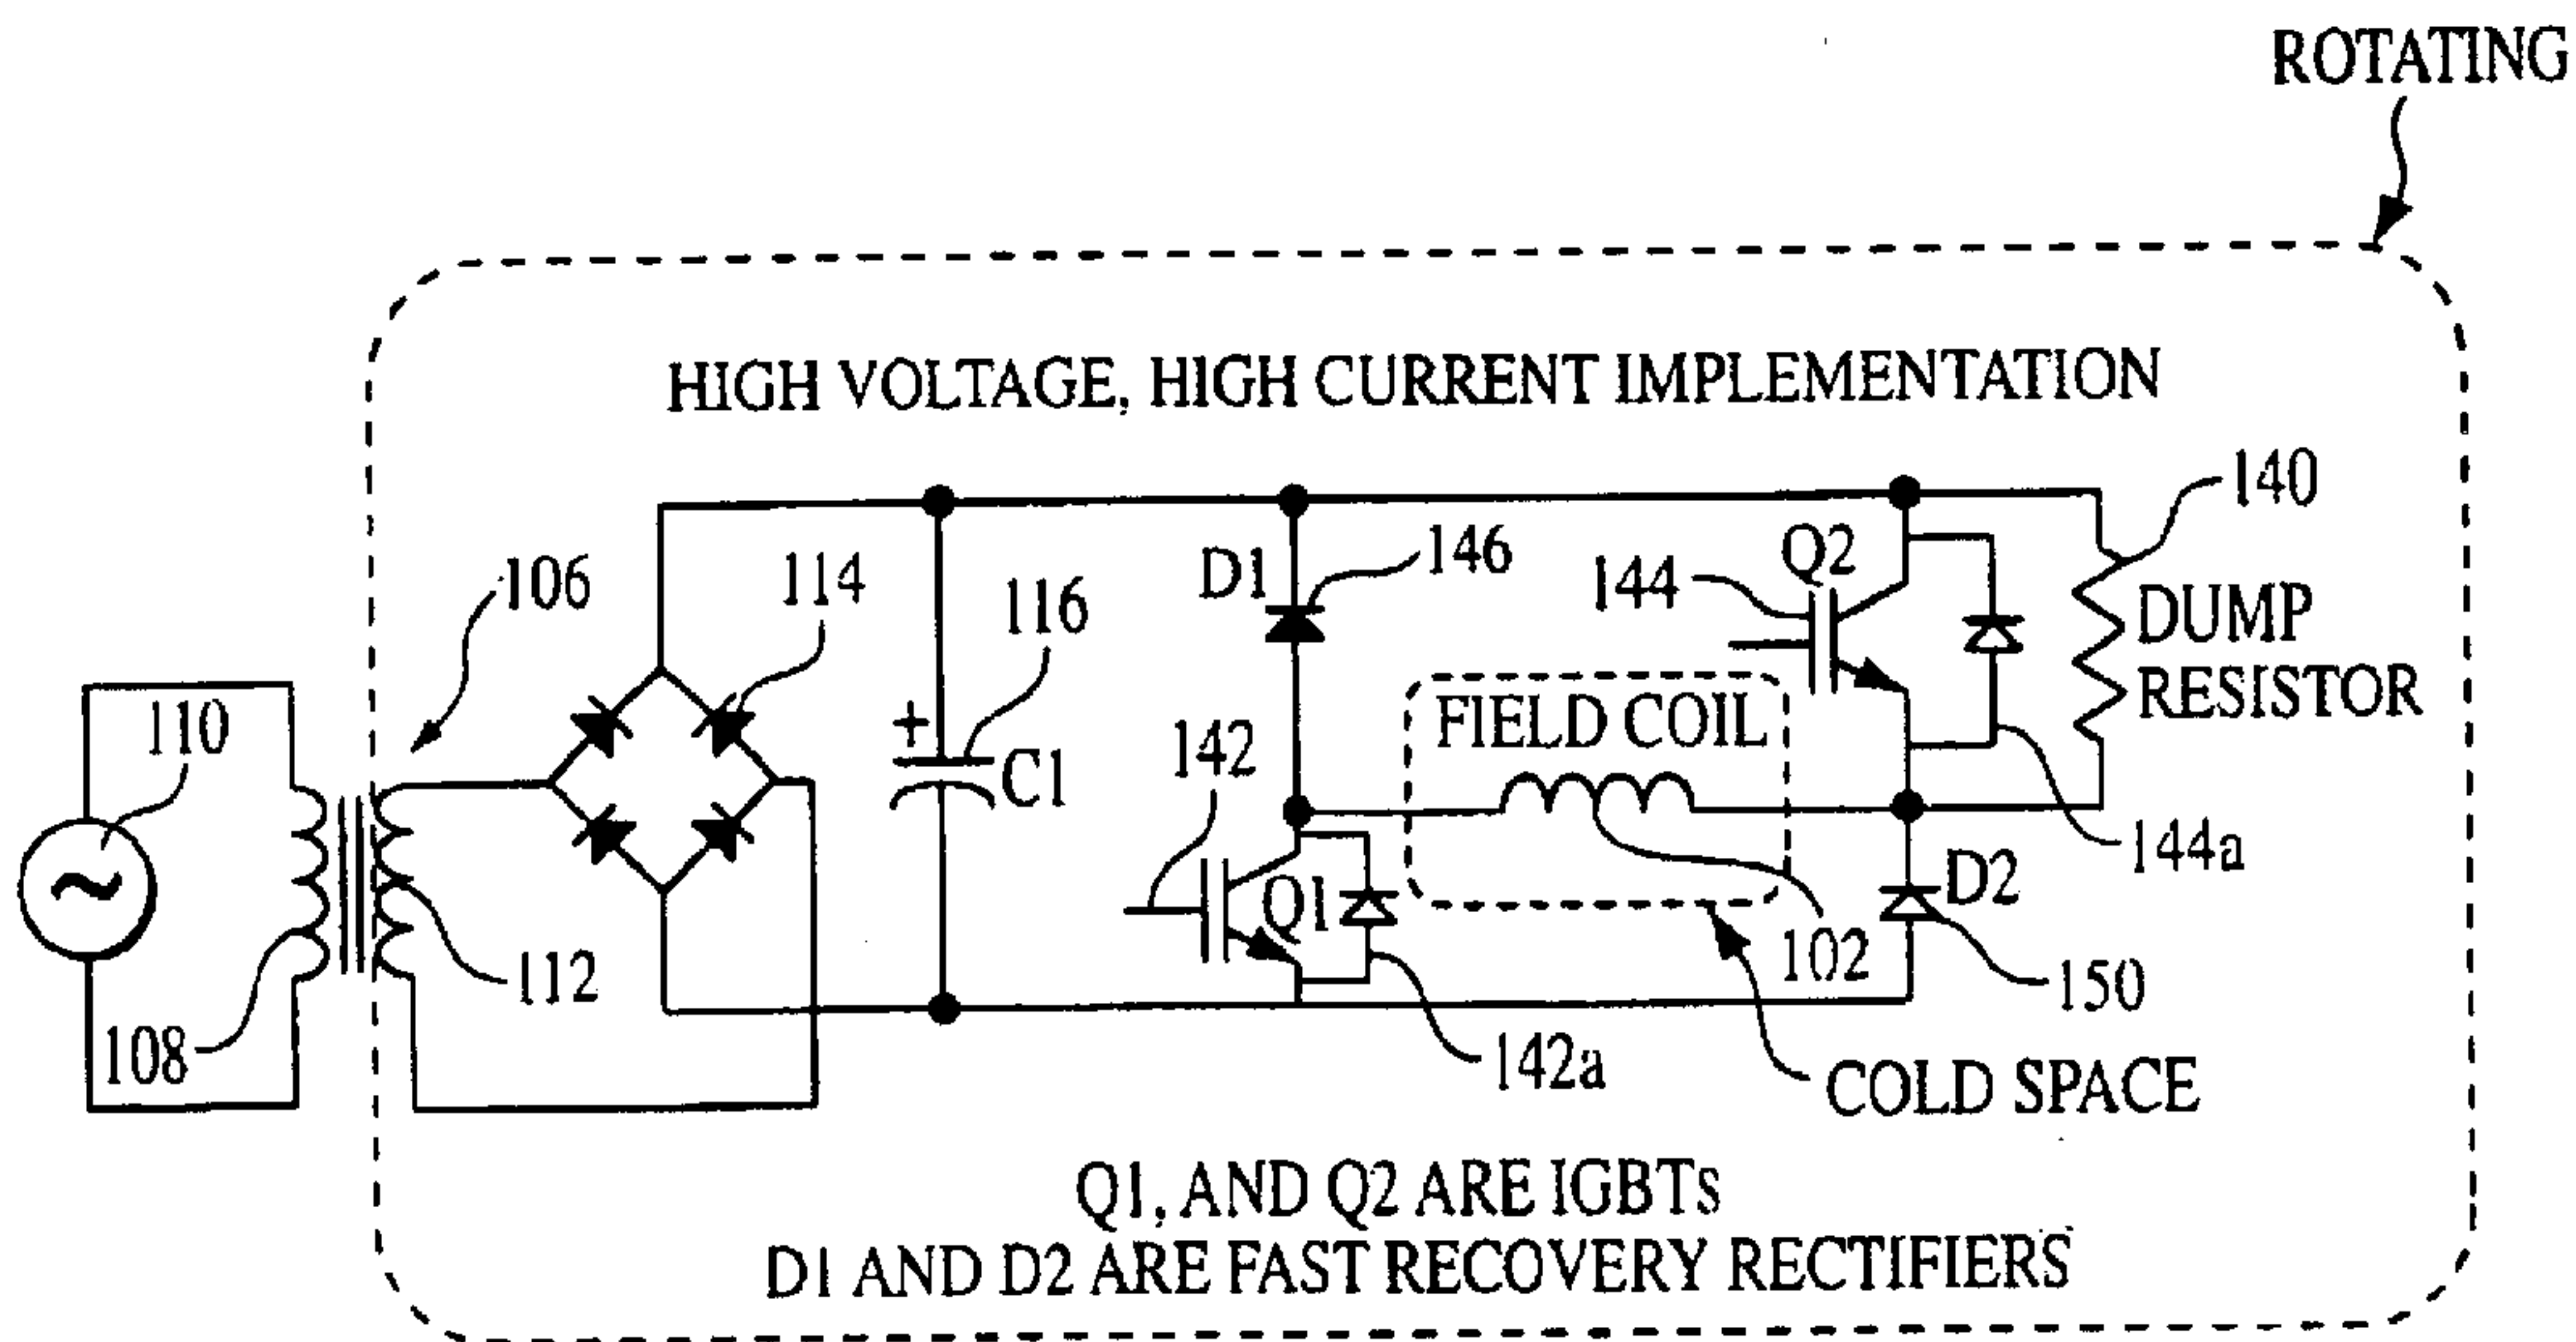 ROTATING
HIGH VOLTAGE, HIGH CURRENT IMPLEMENTATION
140
106
114
116
D1
146
144
Q2
DUMP
RESISTOR
110
+
C1
142
FIELD COIL
108
112
Q1
102
144a
D2
150
142a
COLD SPACE
Q1, AND Q2 ARE IGBTs
D1 AND D2 ARE FAST RECOVERY RECTIFIERS